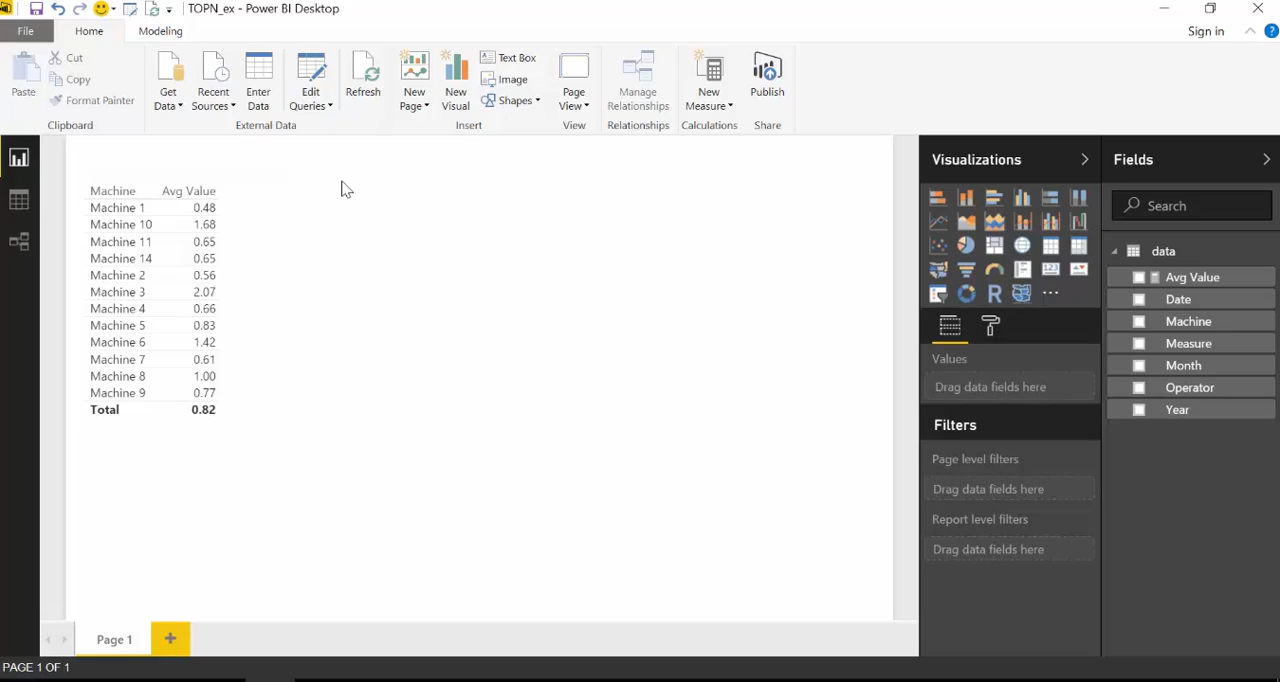 TOPN_ex - Power BI Desktop
File
Home
Modeling
Sign in
Paste
Cut
Copy
Format Painter
Clipboard
Get Data
Recent Sources
Enter Data
Edit Queries
Refresh
External Data
New Page
New Visual
Text Box
Image
Shapes
Insert
Page View
View
Manage Relationships
Relationships
New Measure
Calculations
Publish
Share
Machine Avg Value
Machine 1 0.48
Machine 10 1.68
Machine 11 0.65
Machine 14 0.65
Machine 2 0.56
Machine 3 2.07
Machine 4 0.66
Machine 5 0.83
Machine 6 1.42
Machine 7 0.61
Machine 8 1.00
Machine 9 0.77
Total 0.82
Visualizations
R
Values
Drag data fields here
Filters
Page level filters
Drag data fields here
Report level filters
Drag data fields here
Fields
Search
data
Avg Value
Date
Machine
Measure
Month
Operator
Year
Page 1
PAGE 1 OF 1